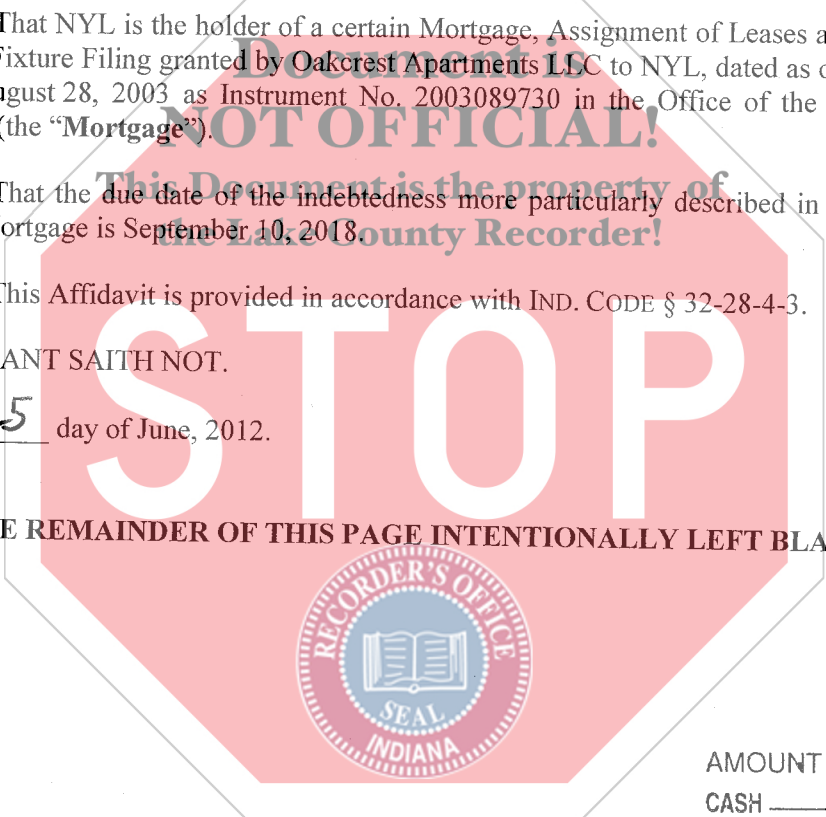 That NYL is the holder of a certain Mortgage, Assignment of Leases a
Fixture Filing granted by Oakcrest Apartments LLC to NYL, dated as o
ugust 28, 2003 as Instrument No. 2003089730 in the Office of the
(the “Mortgage”).
Document is
NOT OFFICIAL!
This Document is the property of
the Lake County Recorder!
That the due date of the indebtedness more particularly described in
ortgage is September 10, 2018.
This Affidavit is provided in accordance with IND. CODE § 32-28-4-3.
STOP
ANT SAITH NOT.
5 day of June, 2012.
E REMAINDER OF THIS PAGE INTENTIONALLY LEFT BLA
RECORDER'S OFFICE
SEAL
INDIANA
AMOUNT
CASH